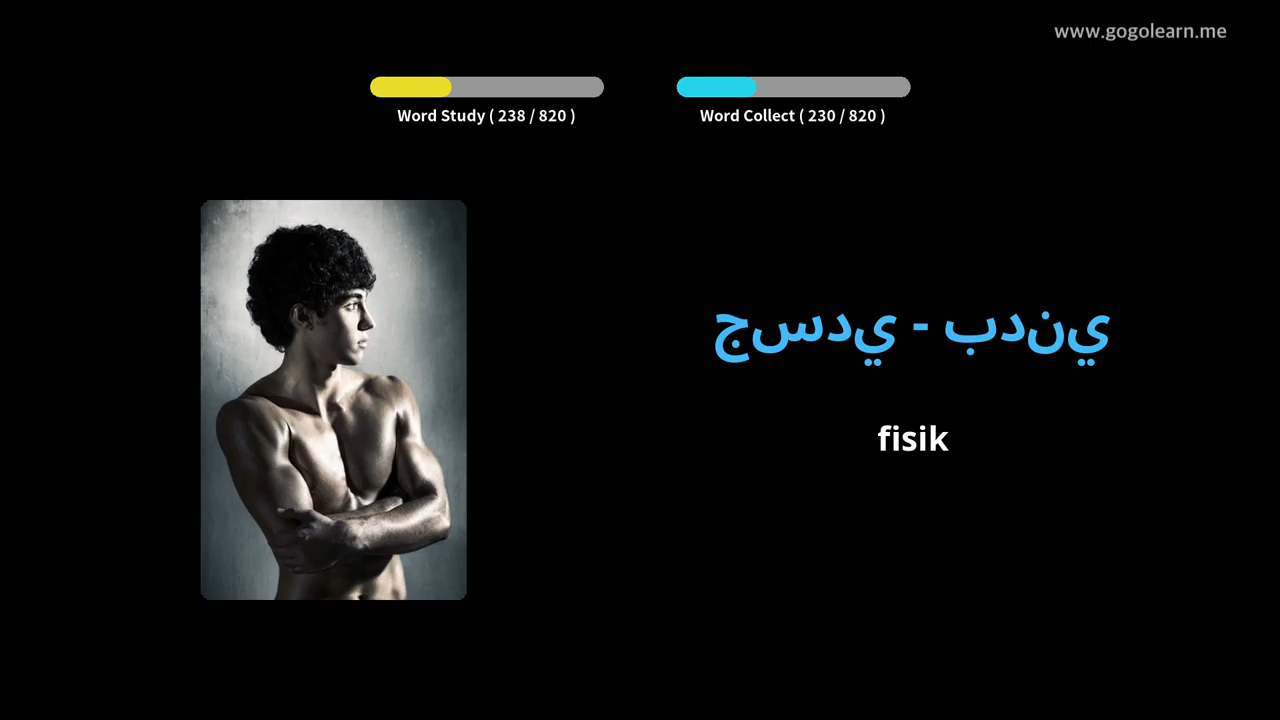 www.gogolearn.me
Word Study ( 238 / 820 )
Word Collect ( 230 / 820 )
جسدي - بدني
fisik